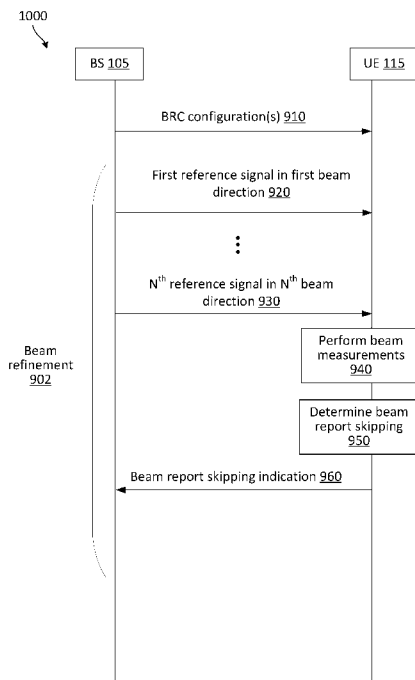 1000
BS 105
UE 115
BRC configuration(s) 910
First reference signal in first beam
direction 920
Nth reference signal in Nth beam
direction 930
Beam
refinement
902
Perform beam
measurements
940
Determine beam
report skipping
950
Beam report skipping indication 960